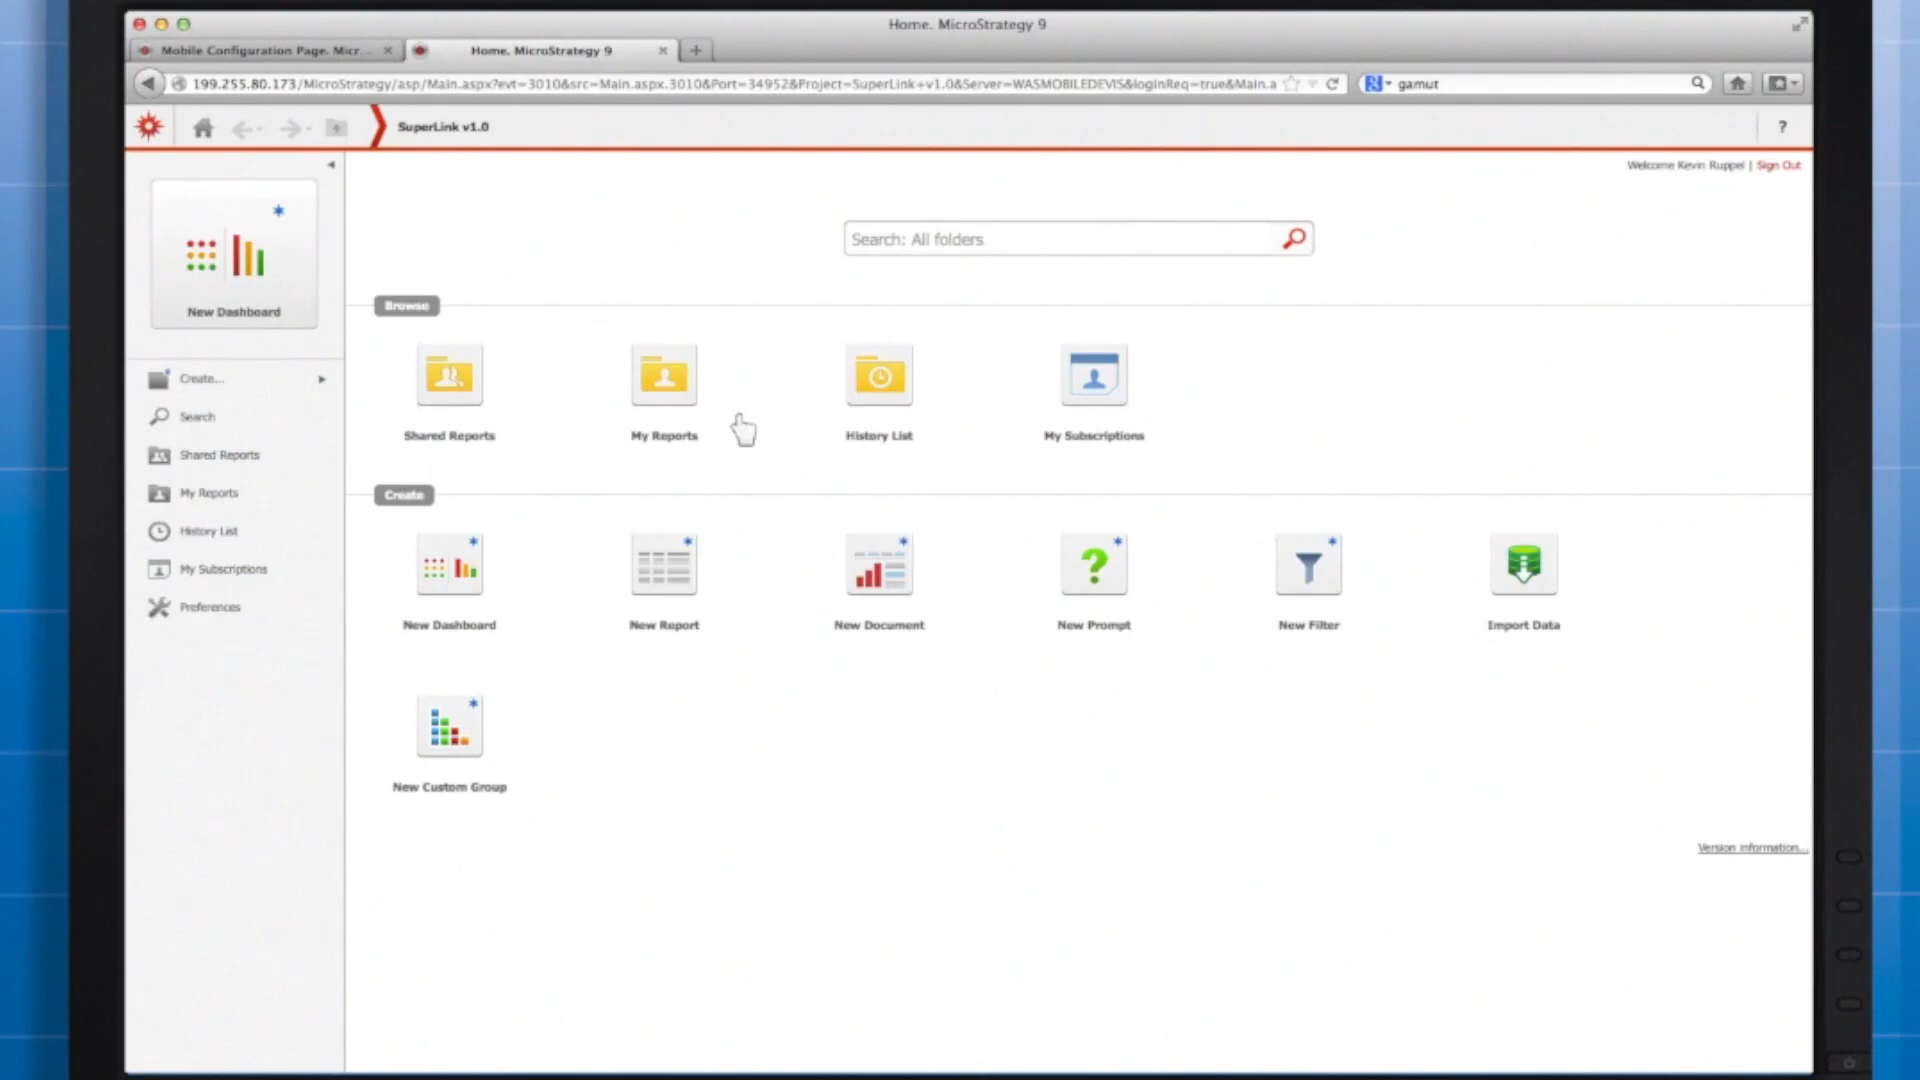 Home. MicroStrategy 9
Mobile Configuration Page. Micr...
Home. MicroStrategy 9
199.255.80.173/MicroStrategy/asp/Main.aspx?evt=3010&src=Main.aspx.3010&Port=34952&Project=SuperLink+v1.0&Server=WASMOBILEDEVIS&loginReq=true&Main.a
gamut
SuperLink v1.0
?
Welcome Kevin Ruppel | Sign Out
New Dashboard
Search: All folders
Browse
Shared Reports
My Reports
History List
My Subscriptions
Create...
Search
Shared Reports
My Reports
History List
My Subscriptions
Preferences
Create
New Dashboard
New Report
New Document
New Prompt
New Filter
Import Data
New Custom Group
Version information...